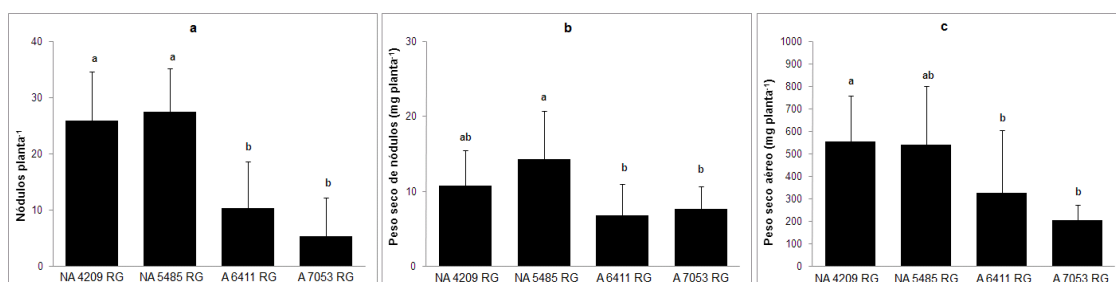 a
Nódulos planta⁻¹
40
30
20
10
0
a
a
b
b
NA 4209 RG
NA 5485 RG
A 6411 RG
A 7053 RG
b
Peso seco de nódulos (mg planta⁻¹)
30
20
10
0
ab
a
b
b
NA 4209 RG
NA 5485 RG
A 6411 RG
A 7053 RG
c
Peso seco aéreo (mg planta⁻¹)
1000
900
800
700
600
500
400
300
200
100
0
a
ab
b
b
NA 4209 RG
NA 5485 RG
A 6411 RG
A 7053 RG